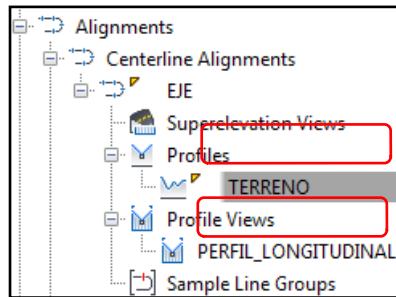 Alignments
Centerline Alignments
EJE
Superelevation Views
Profiles
TERRENO
Profile Views
PERFIL_LONGITUDINAL
Sample Line Groups